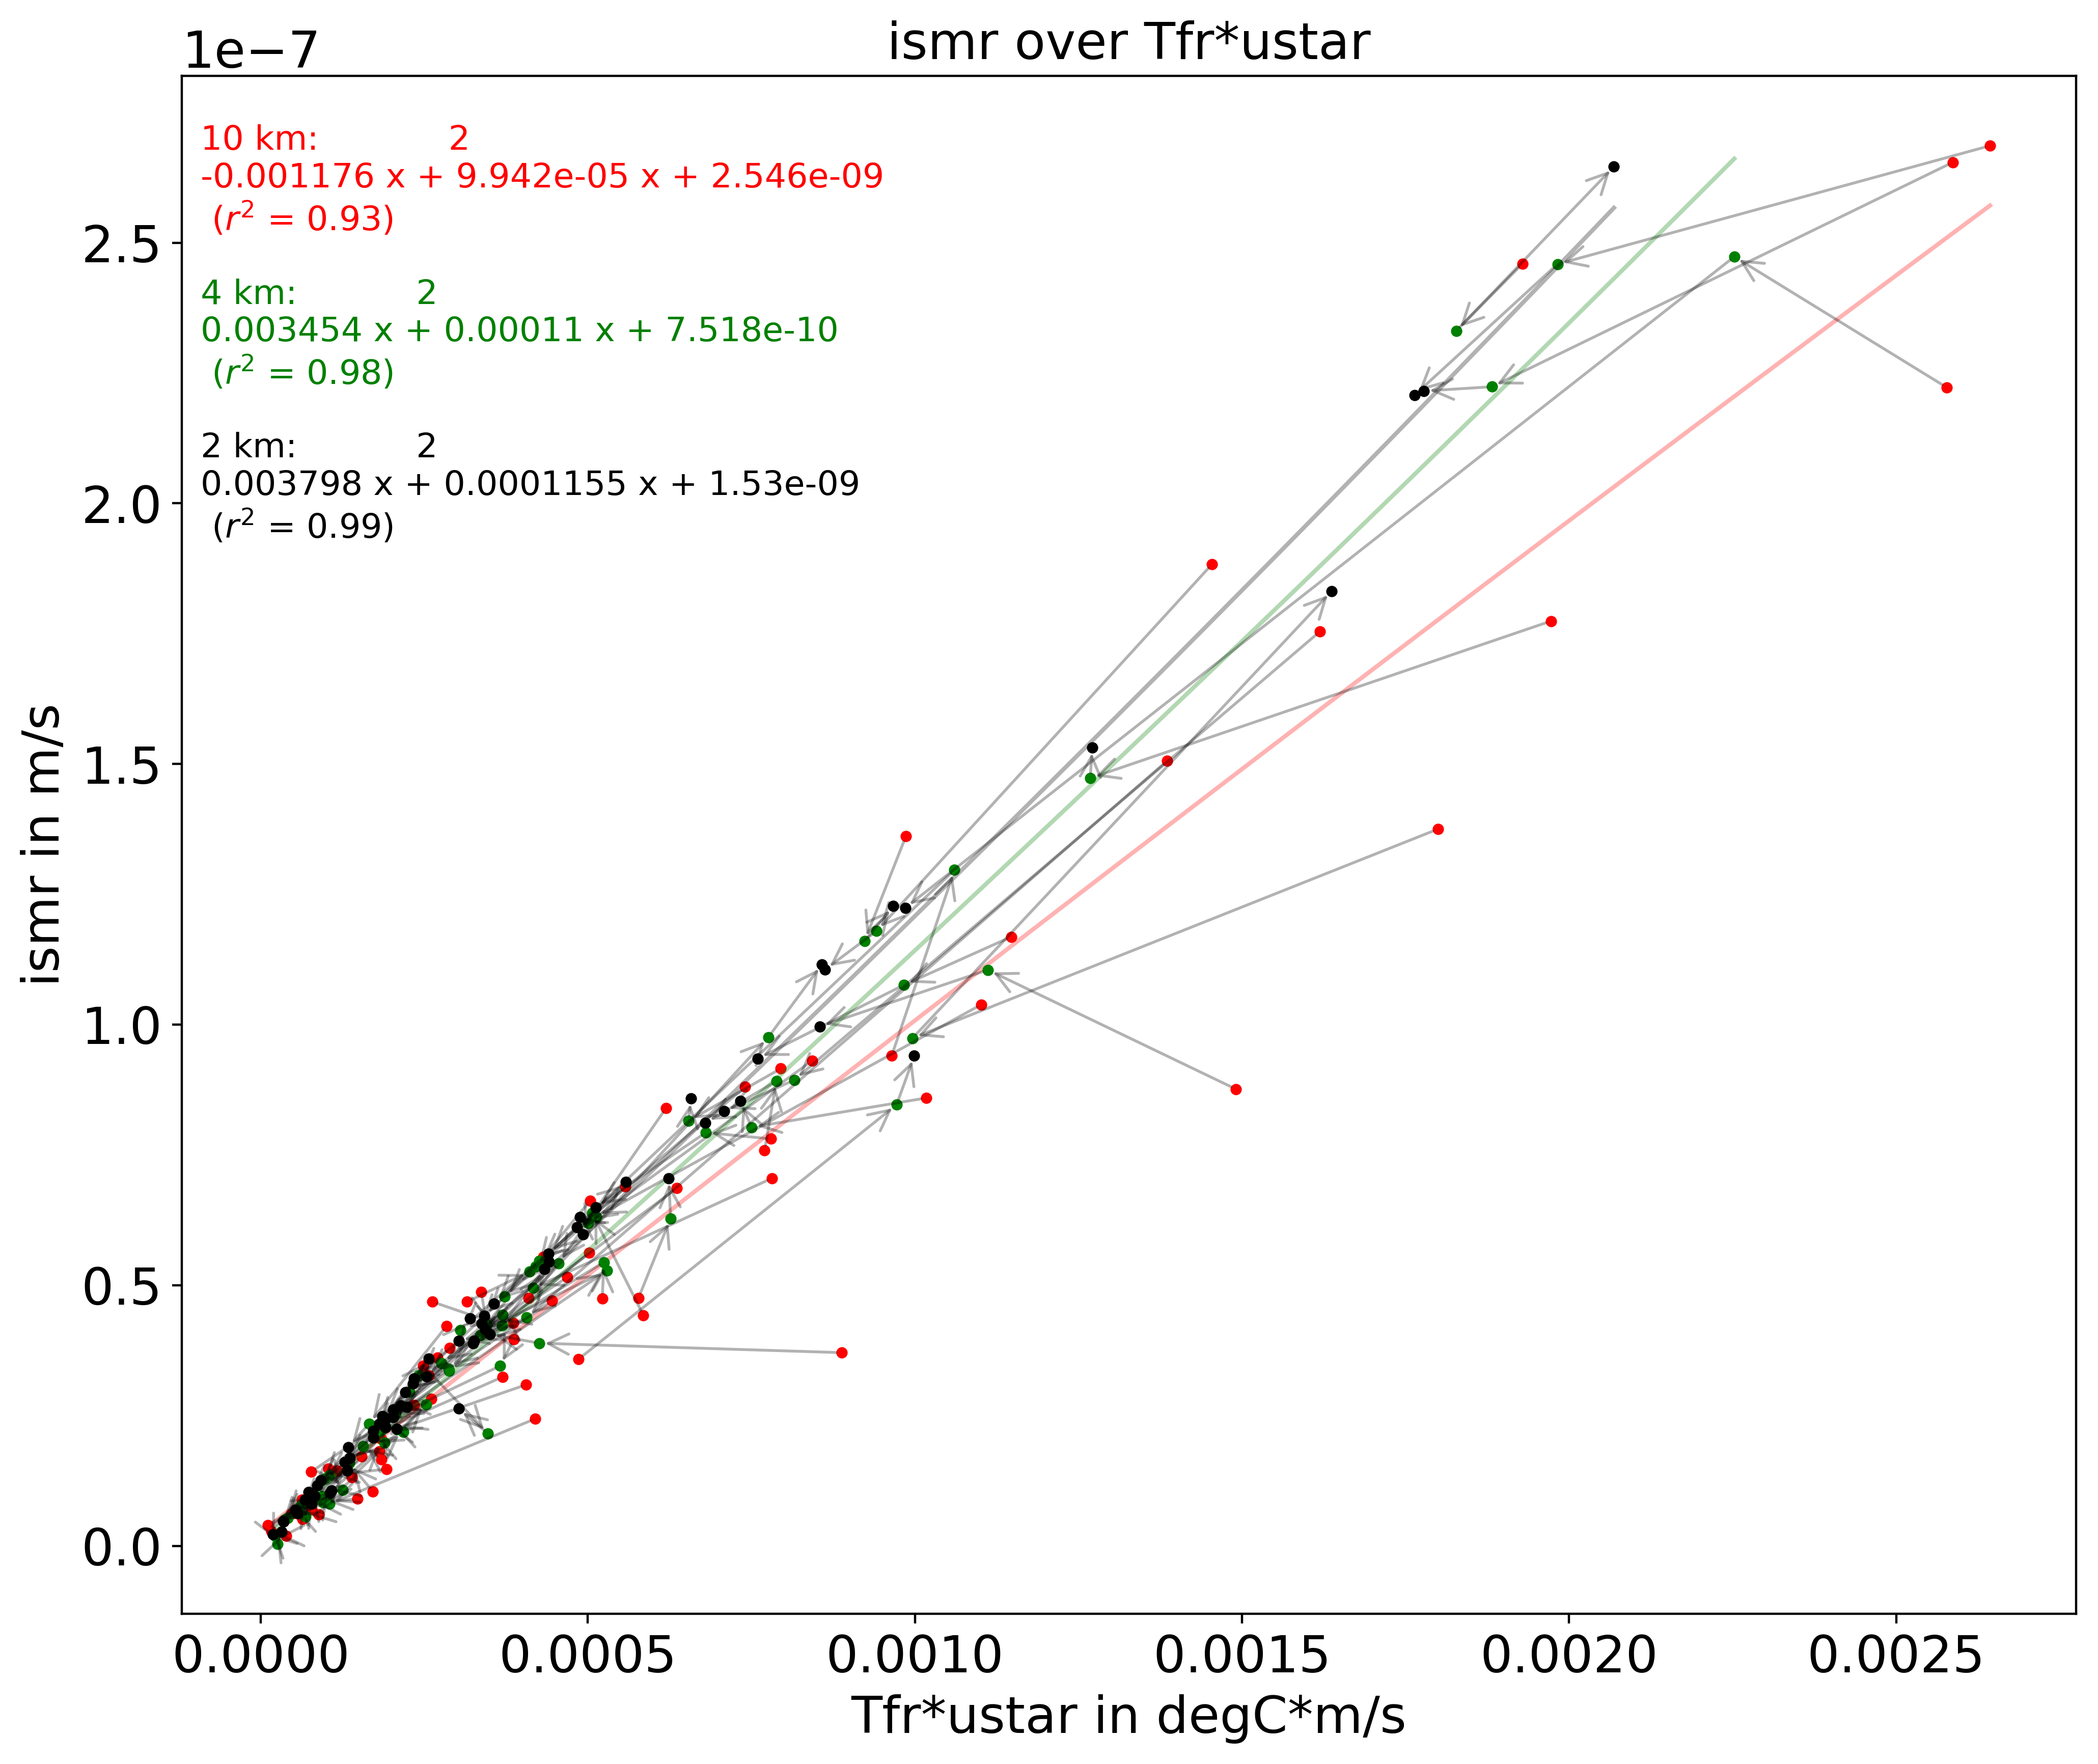 ismr over Tfr*ustar
1e−7
10 km: 2
-0.001176 x + 9.942e-05 x + 2.546e-09
(r² = 0.93)
4 km: 2
0.003454 x + 0.00011 x + 7.518e-10
(r² = 0.98)
2 km: 2
0.003798 x + 0.0001155 x + 1.53e-09
(r² = 0.99)
2.5
2.0
1.5
1.0
0.5
0.0
ismr in m/s
0.0000 0.0005 0.0010 0.0015 0.0020 0.0025
Tfr*ustar in degC*m/s